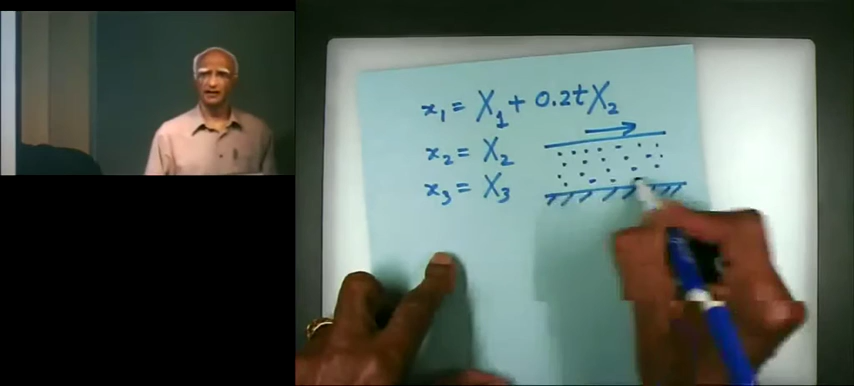 x₁ = X₁ + 0.2tX₂
x₂ = X₂
x₃ = X₃